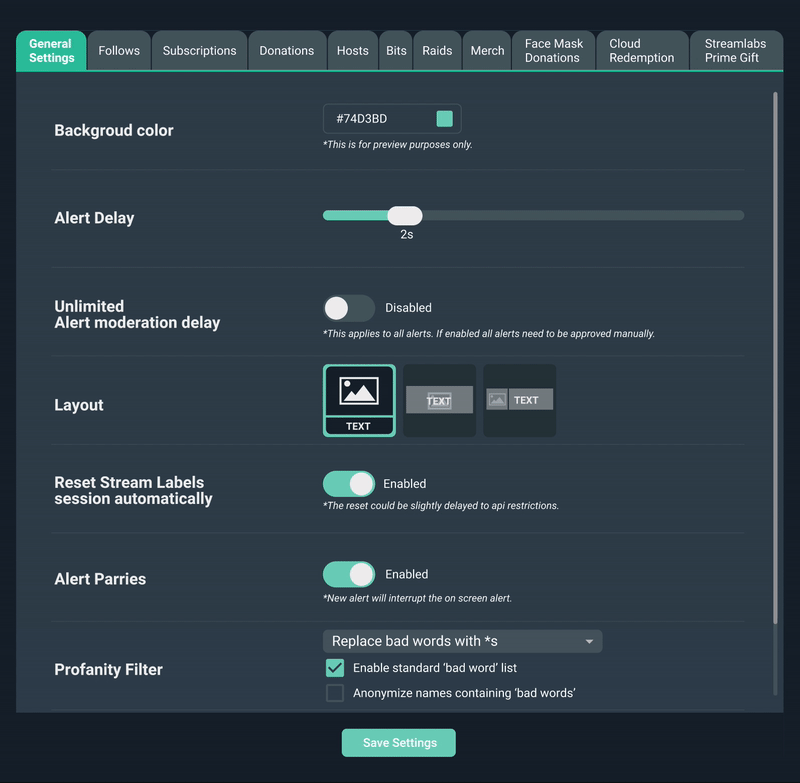 General
Settings
Follows
Subscriptions
Donations
Hosts
Bits
Raids
Merch
Face Mask
Donations
Cloud
Redemption
Streamlabs
Prime Gift
Backgroud color
#74D3BD
*This is for preview purposes only.
Alert Delay
2s
Unlimited
Alert moderation delay
Disabled
*This applies to all alerts. If enabled all alerts need to be approved manually.
Layout
TEXT
TEXT
TEXT
Reset Stream Labels
session automatically
Enabled
*The reset could be slightly delayed to api restrictions.
Alert Parries
Enabled
*New alert will interrupt the on screen alert.
Profanity Filter
Replace bad words with *s
Enable standard ‘bad word’ list
Anonymize names containing ‘bad words’
Save Settings